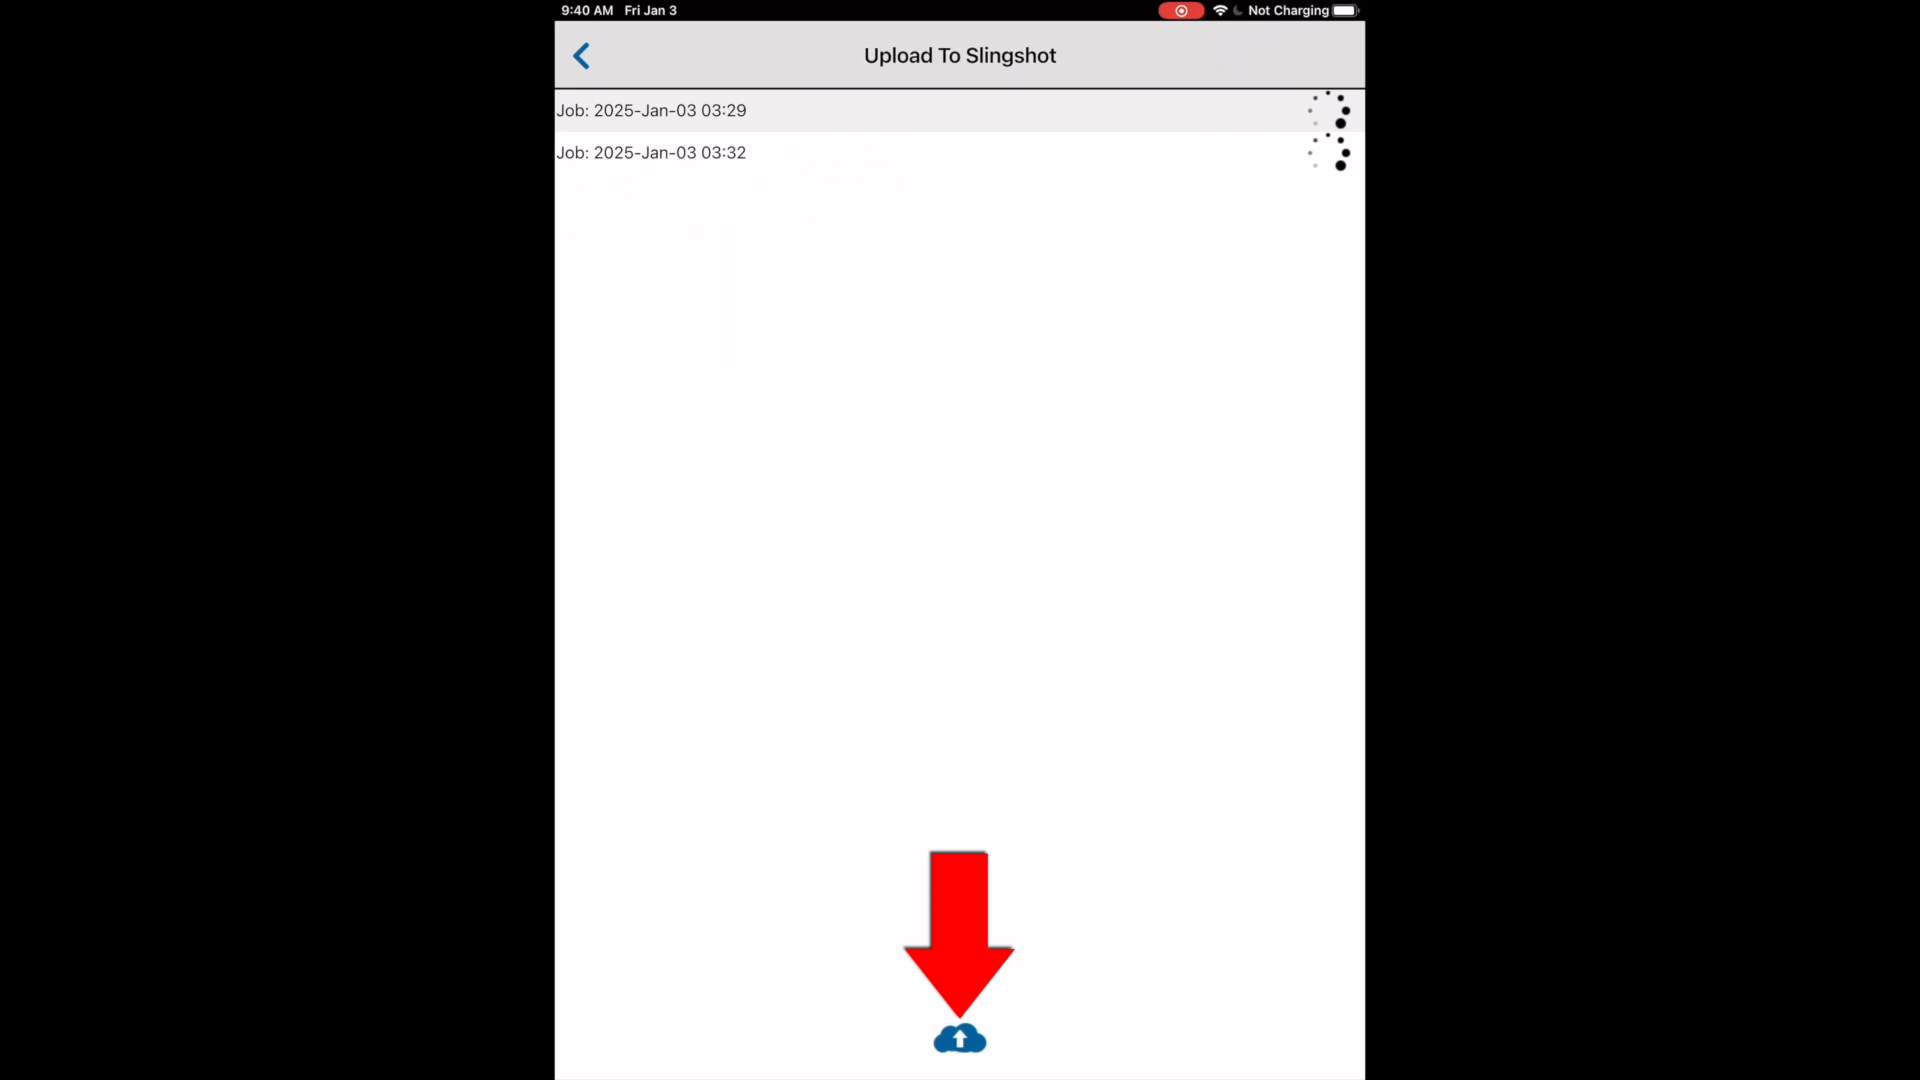 9:40 AM Fri Jan 3 Not Charging
Upload To Slingshot
Job: 2025-Jan-03 03:29
Job: 2025-Jan-03 03:32